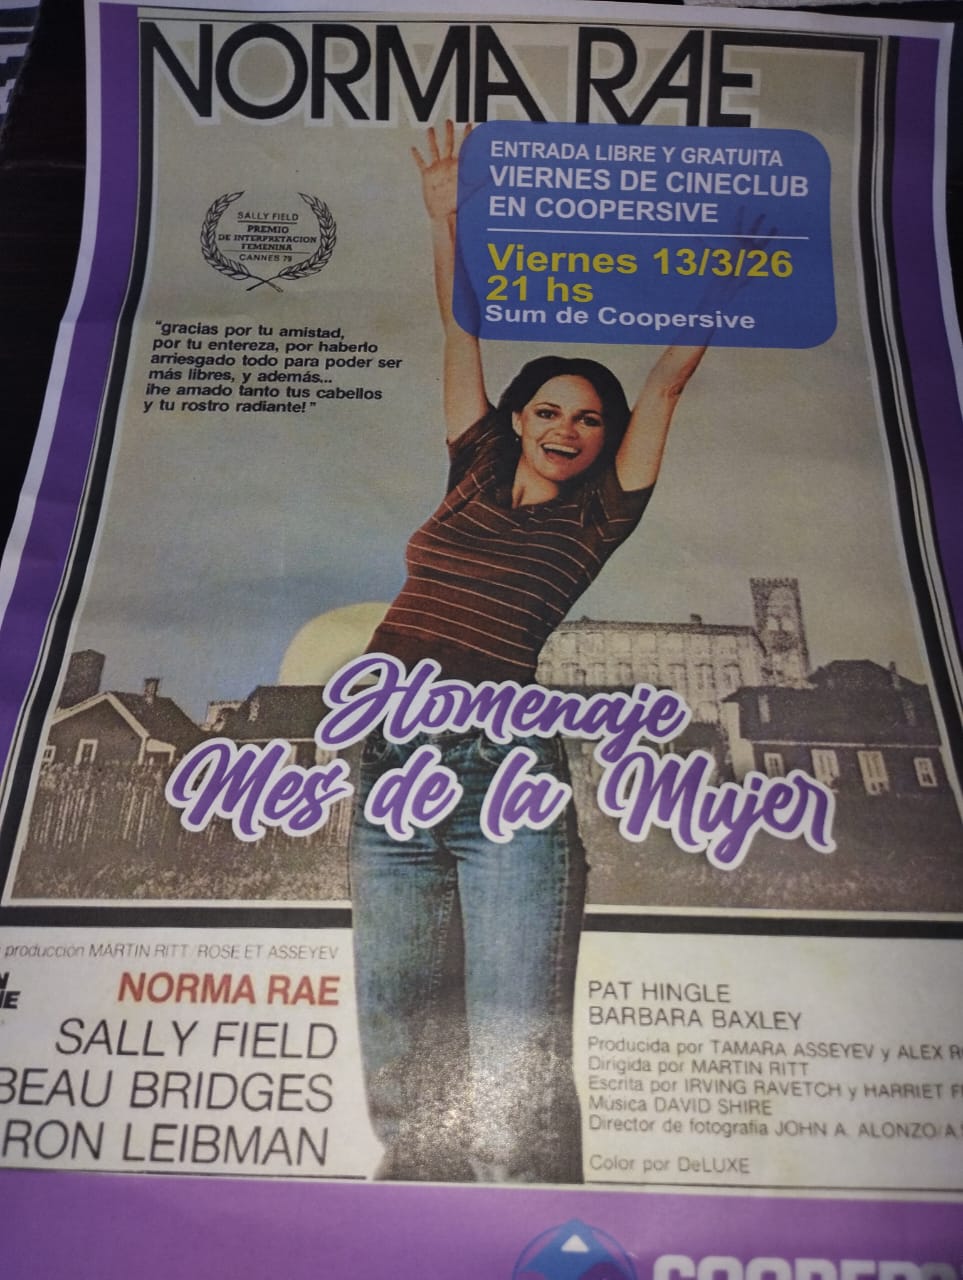 NORMA RAE
ENTRADA LIBRE Y GRATUITA
VIERNES DE CINECLUB
EN COOPERSIVE
Viernes 13/3/26
21 hs
Sum de Coopersive
SALLY FIELD
PREMIO
DE INTERPRETACION
FEMENINA
CANNES 79
"gracias por tu amistad,
por tu entereza, por haberlo
arriesgado todo para poder ser
más libres, y además...
¡he amado tanto tus cabellos
y tu rostro radiante!"
Homenaje
Mes de la Mujer
producción MARTIN RITT/ROSE ET ASSEYEV
NORMA RAE
SALLY FIELD
BEAU BRIDGES
RON LEIBMAN
PAT HINGLE
BARBARA BAXLEY
Producida por TAMARA ASSEYEV y ALEX
Dirigida por MARTIN RITT
Escrita por IRVING RAVETCH y HARRIET
Música DAVID SHIRE
Director de fotografía JOHN A. ALONZO/A
Color por DeLUXE